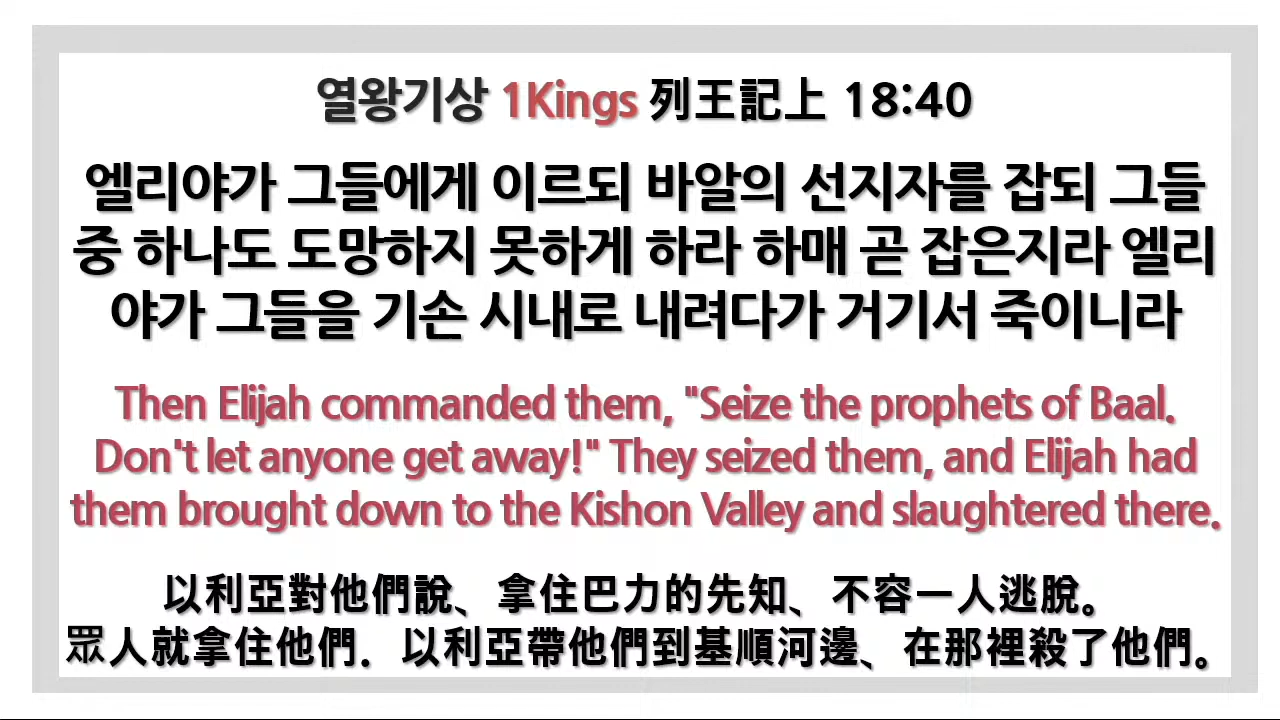 열왕기상 1Kings 列王記上 18:40
엘리야가 그들에게 이르되 바알의 선지자를 잡되 그들
중 하나도 도망하지 못하게 하라 하매 곧 잡은지라 엘리
야가 그들을 기손 시내로 내려다가 거기서 죽이니라
Then Elijah commanded them, "Seize the prophets of Baal.
Don't let anyone get away!" They seized them, and Elijah had
them brought down to the Kishon Valley and slaughtered there.
以利亞對他們說、拿住巴力的先知、不容一人逃脫。
眾人就拿住他們．以利亞帶他們到基順河邊、在那裡殺了他們。